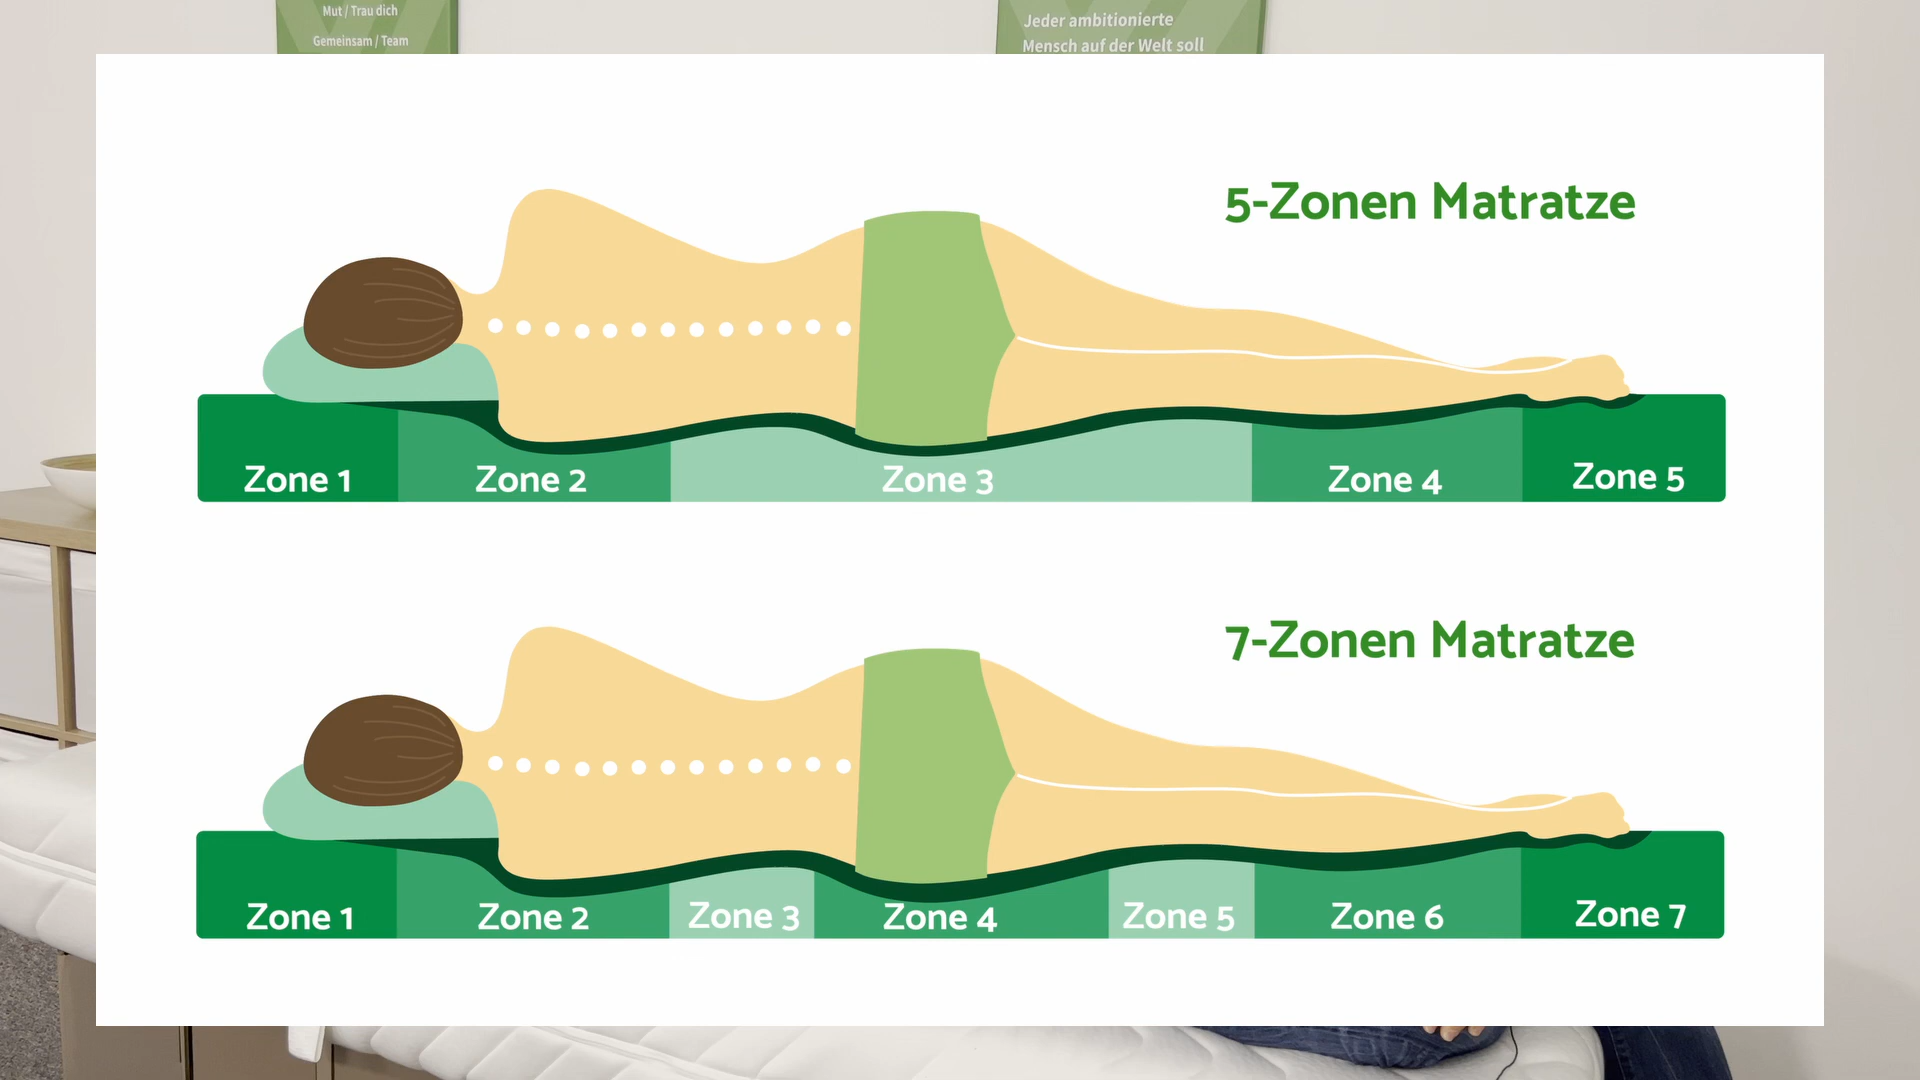 Mut / Trau dich
Gemeinsam / Team
Jeder ambitionierte
Mensch auf der Welt soll
5-Zonen Matratze
Zone 1
Zone 2
Zone 3
Zone 4
Zone 5
7-Zonen Matratze
Zone 1
Zone 2
Zone 3
Zone 4
Zone 5
Zone 6
Zone 7